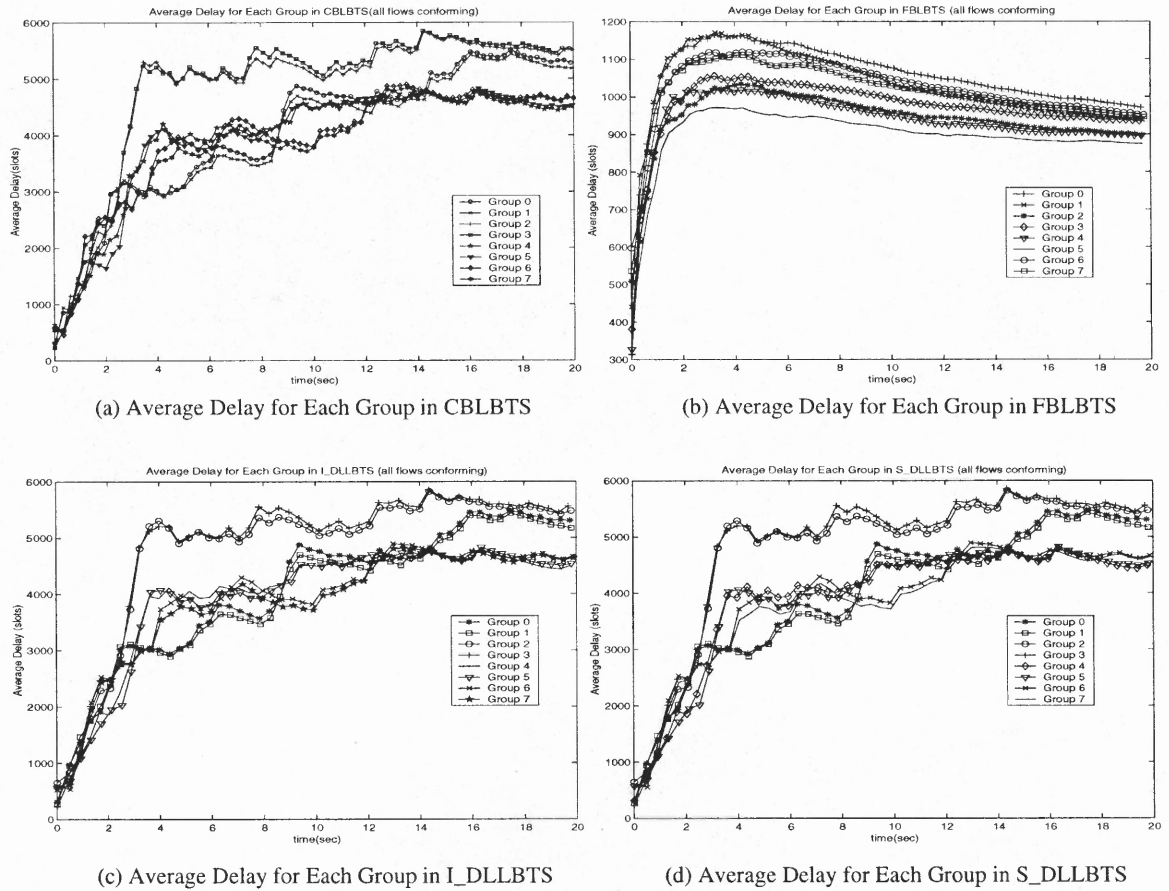 Average Delay for Each Group in CBLBTS(all flows conforming)
6000
5000
4000
3000
2000
1000
0
Average Delay(slots)
Group 0
Group 1
Group 2
Group 3
Group 4
Group 5
Group 6
Group 7
0 2 4 6 8 10 12 14 16 18 20
time(sec)
(a) Average Delay for Each Group in CBLBTS
Average Delay for Each Group in FBLBTS (all flows conforming
1200
1100
1000
900
800
700
600
500
400
300
Average Delay (slots)
Group 0
Group 1
Group 2
Group 3
Group 4
Group 5
Group 6
Group 7
0 2 4 6 8 10 12 14 16 18 20
time(sec)
(b) Average Delay for Each Group in FBLBTS
Average Delay for Each Group in I_DLLBTS (all flows conforming)
6000
5000
4000
3000
2000
1000
0
Average Delay (slots)
Group 0
Group 1
Group 2
Group 3
Group 4
Group 5
Group 6
Group 7
0 2 4 6 8 10 12 14 16 18 20
time(sec)
(c) Average Delay for Each Group in I_DLLBTS
Average Delay for Each Group in S_DLLBTS (all flows conforming)
6000
5000
4000
3000
2000
1000
0
Average Delay (slots)
Group 0
Group 1
Group 2
Group 3
Group 4
Group 5
Group 6
Group 7
0 2 4 6 8 10 12 14 16 18 20
time(sec)
(d) Average Delay for Each Group in S_DLLBTS